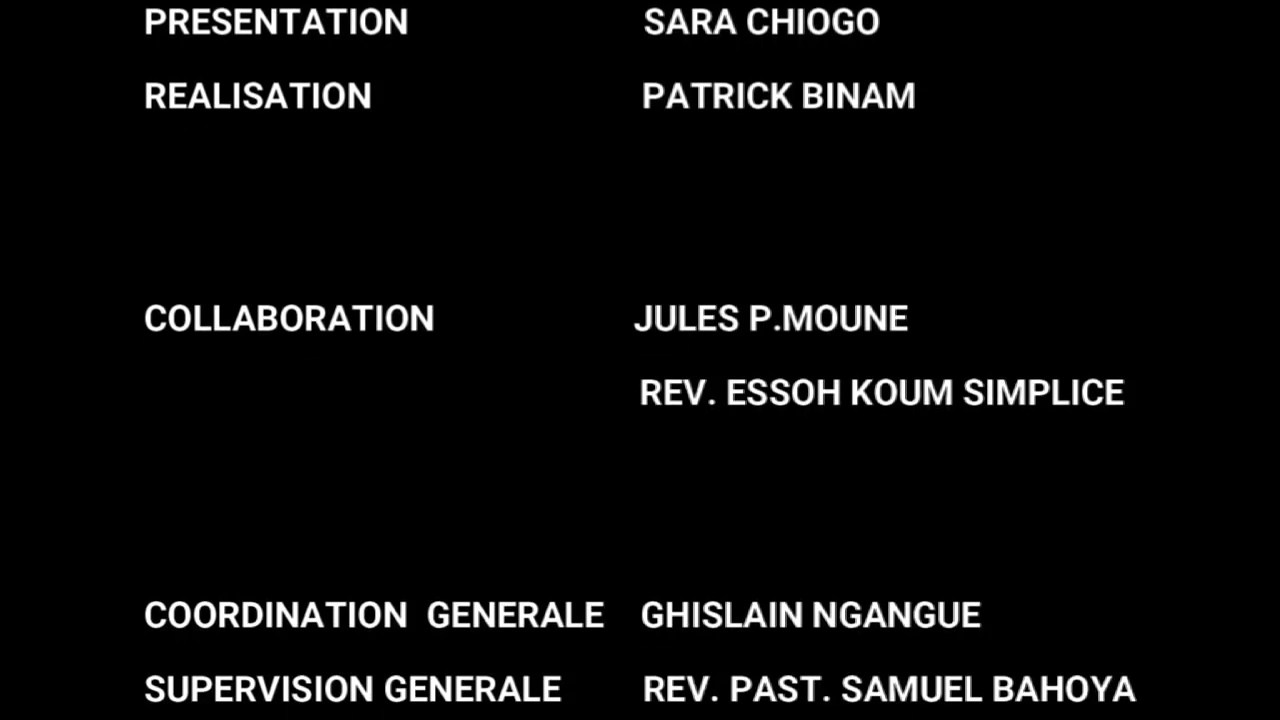 PRESENTATION SARA CHIOGO
REALISATION PATRICK BINAM
COLLABORATION JULES P.MOUNE
REV. ESSOH KOUM SIMPLICE
COORDINATION GENERALE GHISLAIN NGANGUE
SUPERVISION GENERALE REV. PAST. SAMUEL BAHOYA